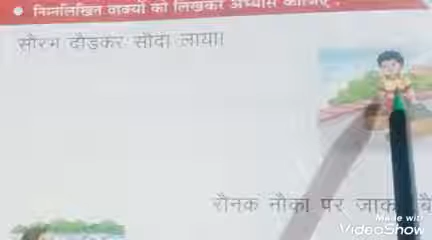 निम्नलिखित वाक्यों को लिखकर अभ्यास कीजिए :
सौरभ दौड़कर सौदा लाया।
रौनक नौका पर जाक
Made with
VideoShow